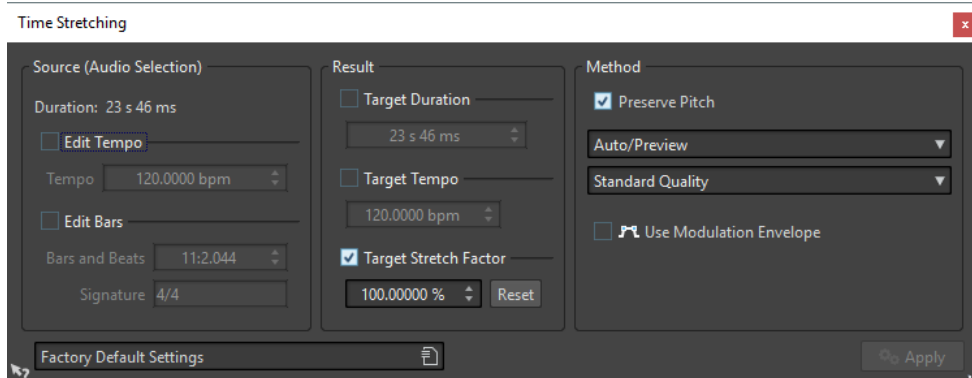 Time Stretching
x
Source (Audio Selection)
Duration: 23 s 46 ms
Edit Tempo
Tempo 120.0000 bpm
Edit Bars
Bars and Beats 11:2.044
Signature 4/4
Result
Target Duration
23 s 46 ms
Target Tempo
120.0000 bpm
Target Stretch Factor
100.00000 % Reset
Method
Preserve Pitch
Auto/Preview
Standard Quality
Use Modulation Envelope
Factory Default Settings
Apply
?